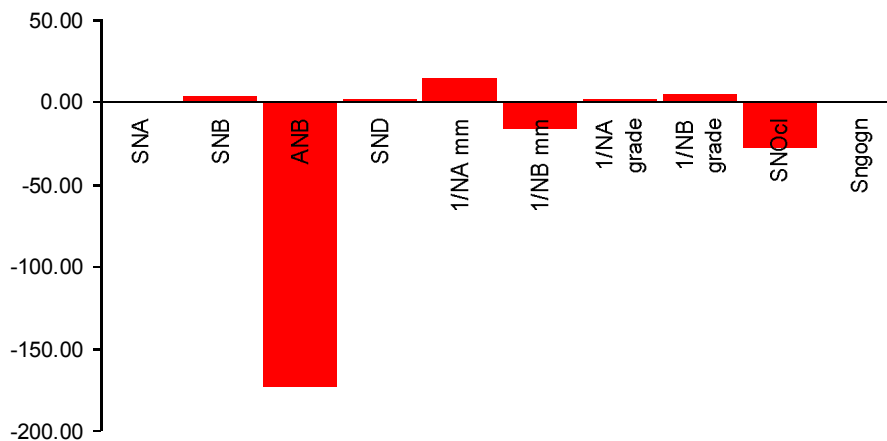 50.00
0.00
-50.00
-100.00
-150.00
-200.00
SNA
SNB
ANB
SND
1/NA mm
1/NB mm
1/NA
grade
1/NB
grade
SNOcl
Sngogn